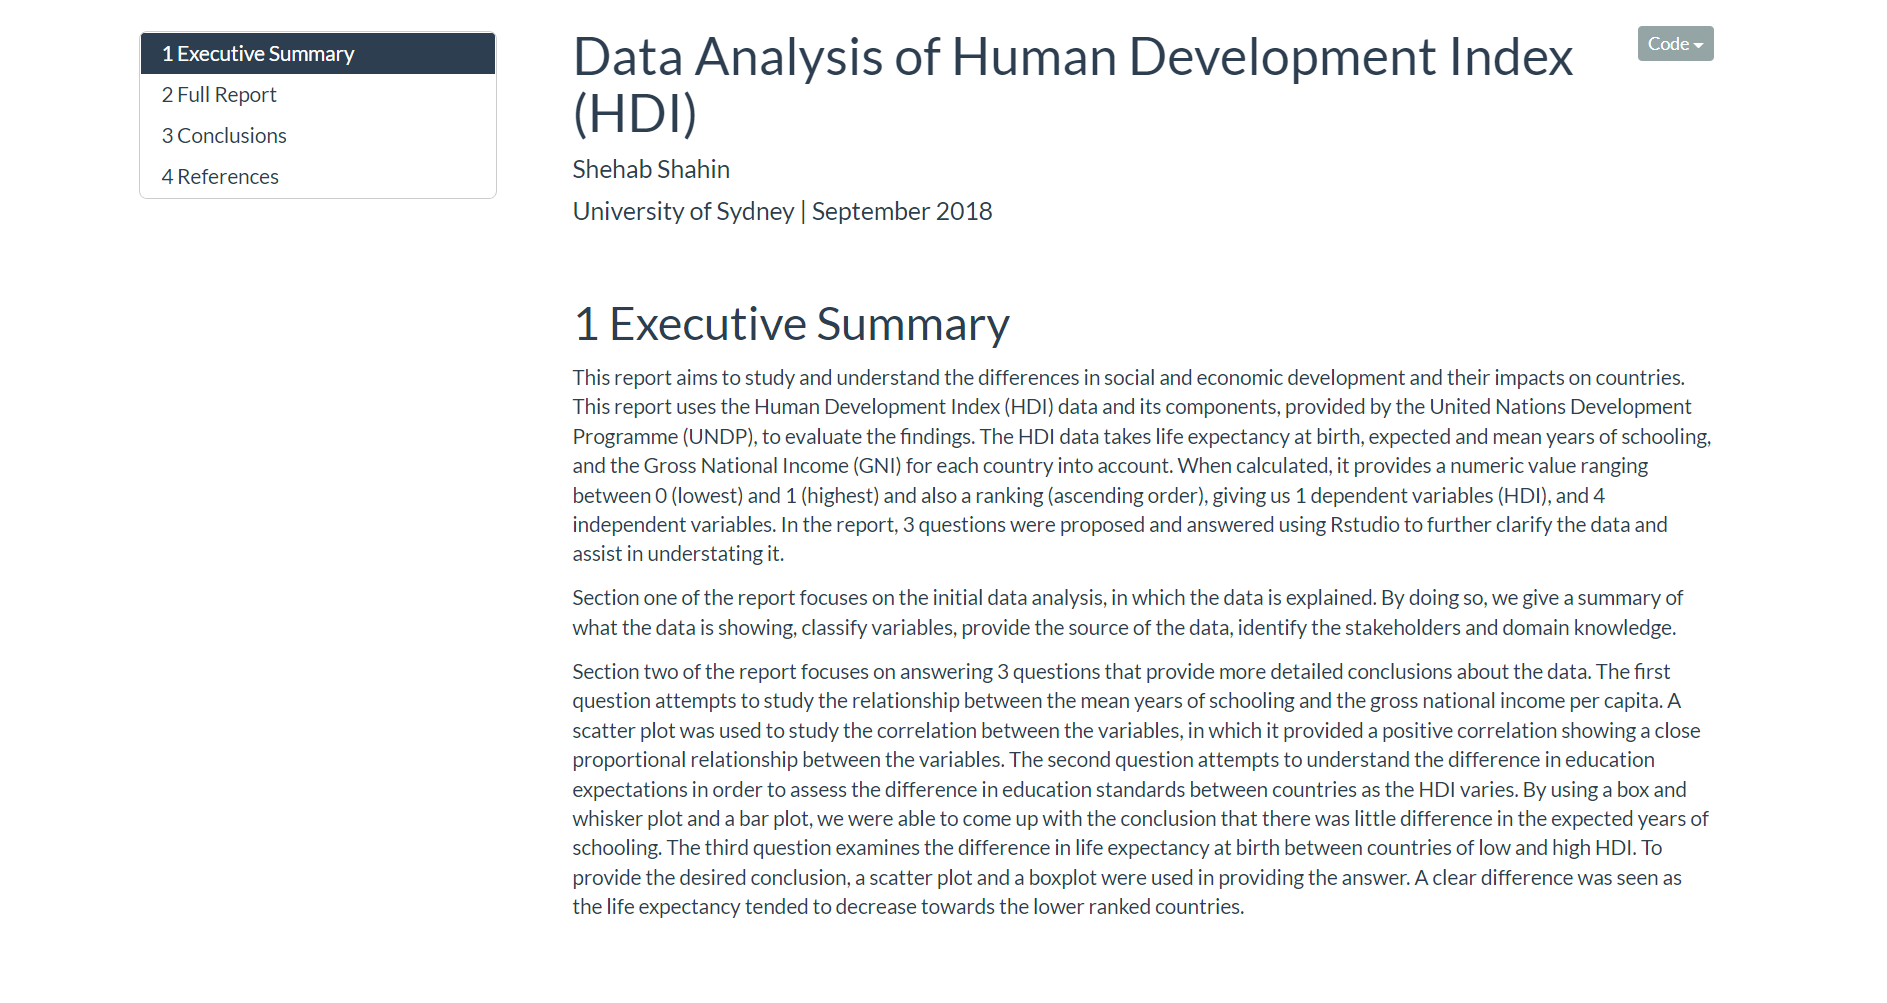 1 Executive Summary
2 Full Report
3 Conclusions
4 References
Code
Data Analysis of Human Development Index
(HDI)
Shehab Shahin
University of Sydney | September 2018
1 Executive Summary
This report aims to study and understand the differences in social and economic development and their impacts on countries.
This report uses the Human Development Index (HDI) data and its components, provided by the United Nations Development
Programme (UNDP), to evaluate the findings. The HDI data takes life expectancy at birth, expected and mean years of schooling,
and the Gross National Income (GNI) for each country into account. When calculated, it provides a numeric value ranging
between 0 (lowest) and 1 (highest) and also a ranking (ascending order), giving us 1 dependent variables (HDI), and 4
independent variables. In the report, 3 questions were proposed and answered using Rstudio to further clarify the data and
assist in understating it.
Section one of the report focuses on the initial data analysis, in which the data is explained. By doing so, we give a summary of
what the data is showing, classify variables, provide the source of the data, identify the stakeholders and domain knowledge.
Section two of the report focuses on answering 3 questions that provide more detailed conclusions about the data. The first
question attempts to study the relationship between the mean years of schooling and the gross national income per capita. A
scatter plot was used to study the correlation between the variables, in which it provided a positive correlation showing a close
proportional relationship between the variables. The second question attempts to understand the difference in education
expectations in order to assess the difference in education standards between countries as the HDI varies. By using a box and
whisker plot and a bar plot, we were able to come up with the conclusion that there was little difference in the expected years of
schooling. The third question examines the difference in life expectancy at birth between countries of low and high HDI. To
provide the desired conclusion, a scatter plot and a boxplot were used in providing the answer. A clear difference was seen as
the life expectancy tended to decrease towards the lower ranked countries.